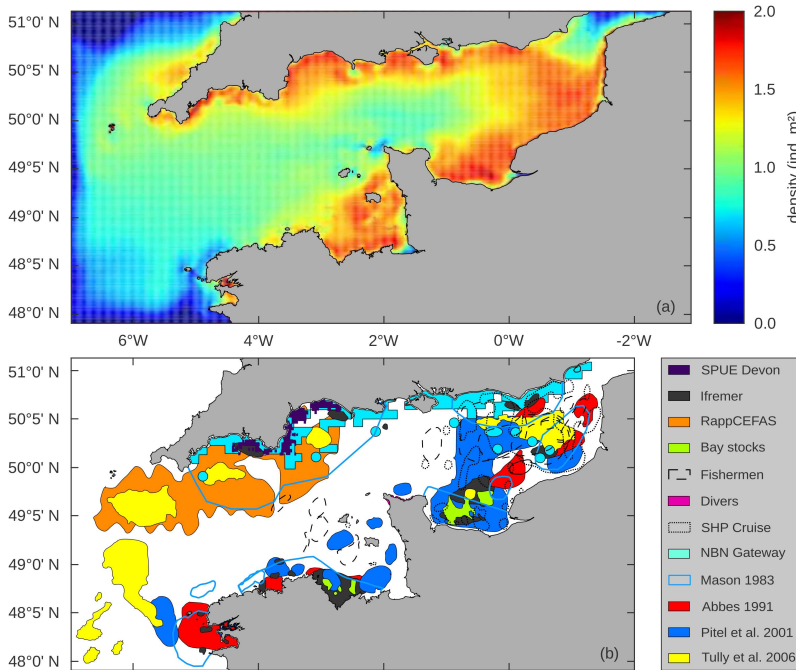 51°0' N
50°5' N
50°0' N
49°5' N
49°0' N
48°5' N
48°0' N
6°W
4°W
2°W
0°W
-2°W
(a)
2.0
1.5
1.0
0.5
0.0
density (ind. m²)
51°0' N
50°5' N
50°0' N
49°5' N
49°0' N
48°5' N
48°0' N
(b)
SPUE Devon
Ifremer
RappCEFAS
Bay stocks
Fishermen
Divers
SHP Cruise
NBN Gateway
Mason 1983
Abbes 1991
Pitel et al. 2001
Tully et al. 2006